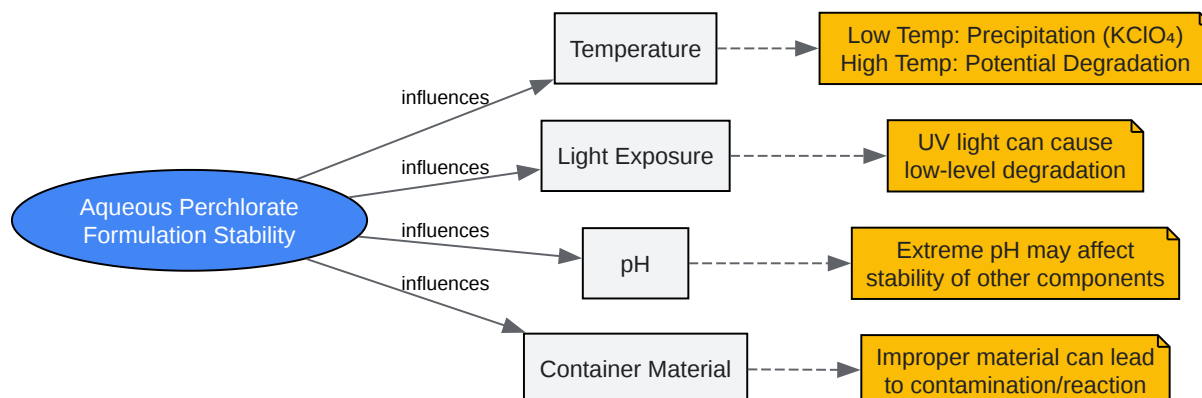 Aqueous Perchlorate
Formulation Stability
influences
Temperature
Low Temp: Precipitation (KClO₄)
High Temp: Potential Degradation
influences
Light Exposure
UV light can cause
low-level degradation
influences
pH
Extreme pH may affect
stability of other components
influences
Container Material
Improper material can lead
to contamination/reaction